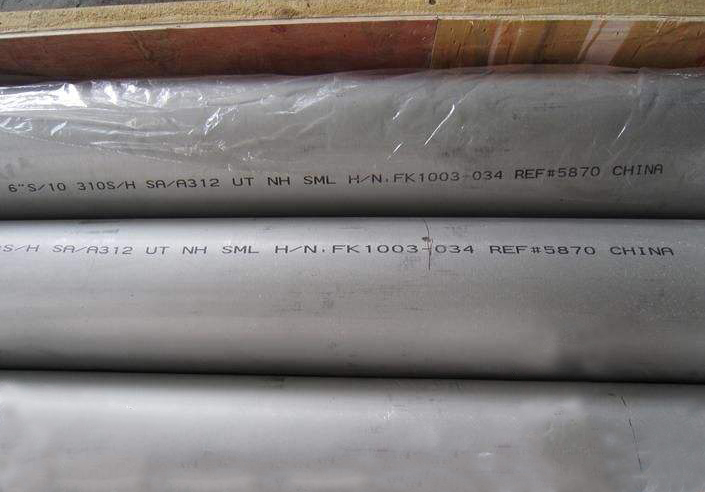 6"S/10 310S/H SA/A312 UT NH SML H/N.FK1003-034 REF#5870 CHINA
S/H SA/A312 UT NH SML H/N.FK1003-034 REF#5870 CHINA